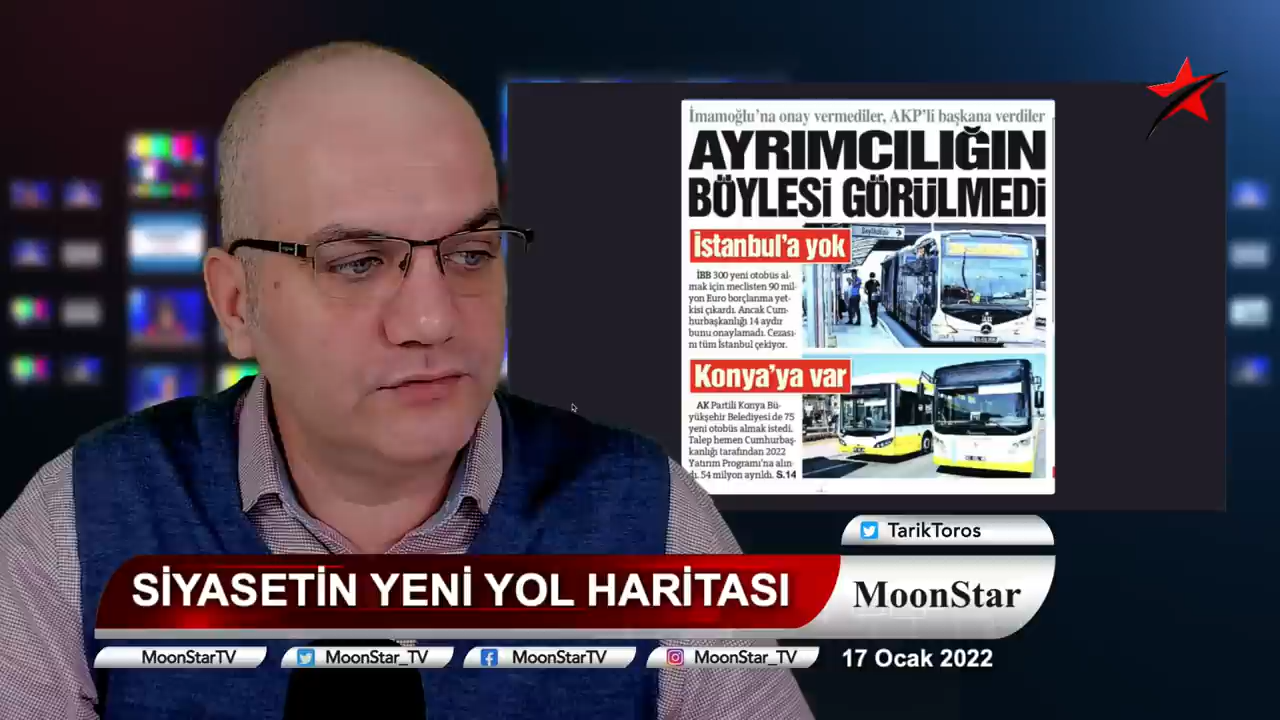 İmamoğlu'na onay vermediler, AKP'li başkana verdiler
AYRIMCILIĞIN
BÖYLESİ GÖRÜLMEDİ
İstanbul'a yok
İBB 300 yeni otobüs al-
mak için meclisten 90 mil-
yon Euro borçlanma yet-
kisi çıkardı. Ancak Cum-
hurbaşkanlığı 14 aydır
bunu onaylamadı. Cezası-
nı tüm İstanbul çekiyor.
Konya'ya var
AK Partili Konya Bü-
yükşehir Belediyesi de 75
yeni otobüs almak istedi.
Talep hemen Cumhurbaş-
kanlığı tarafından 2022
Yatırım Programı'na alın-
dı. 54 milyon ayrıldı. S.14
TarikToros
SİYASETİN YENİ YOL HARİTASI
MoonStar
MoonStarTV
MoonStar_TV
MoonStarTV
MoonStar_TV
17 Ocak 2022